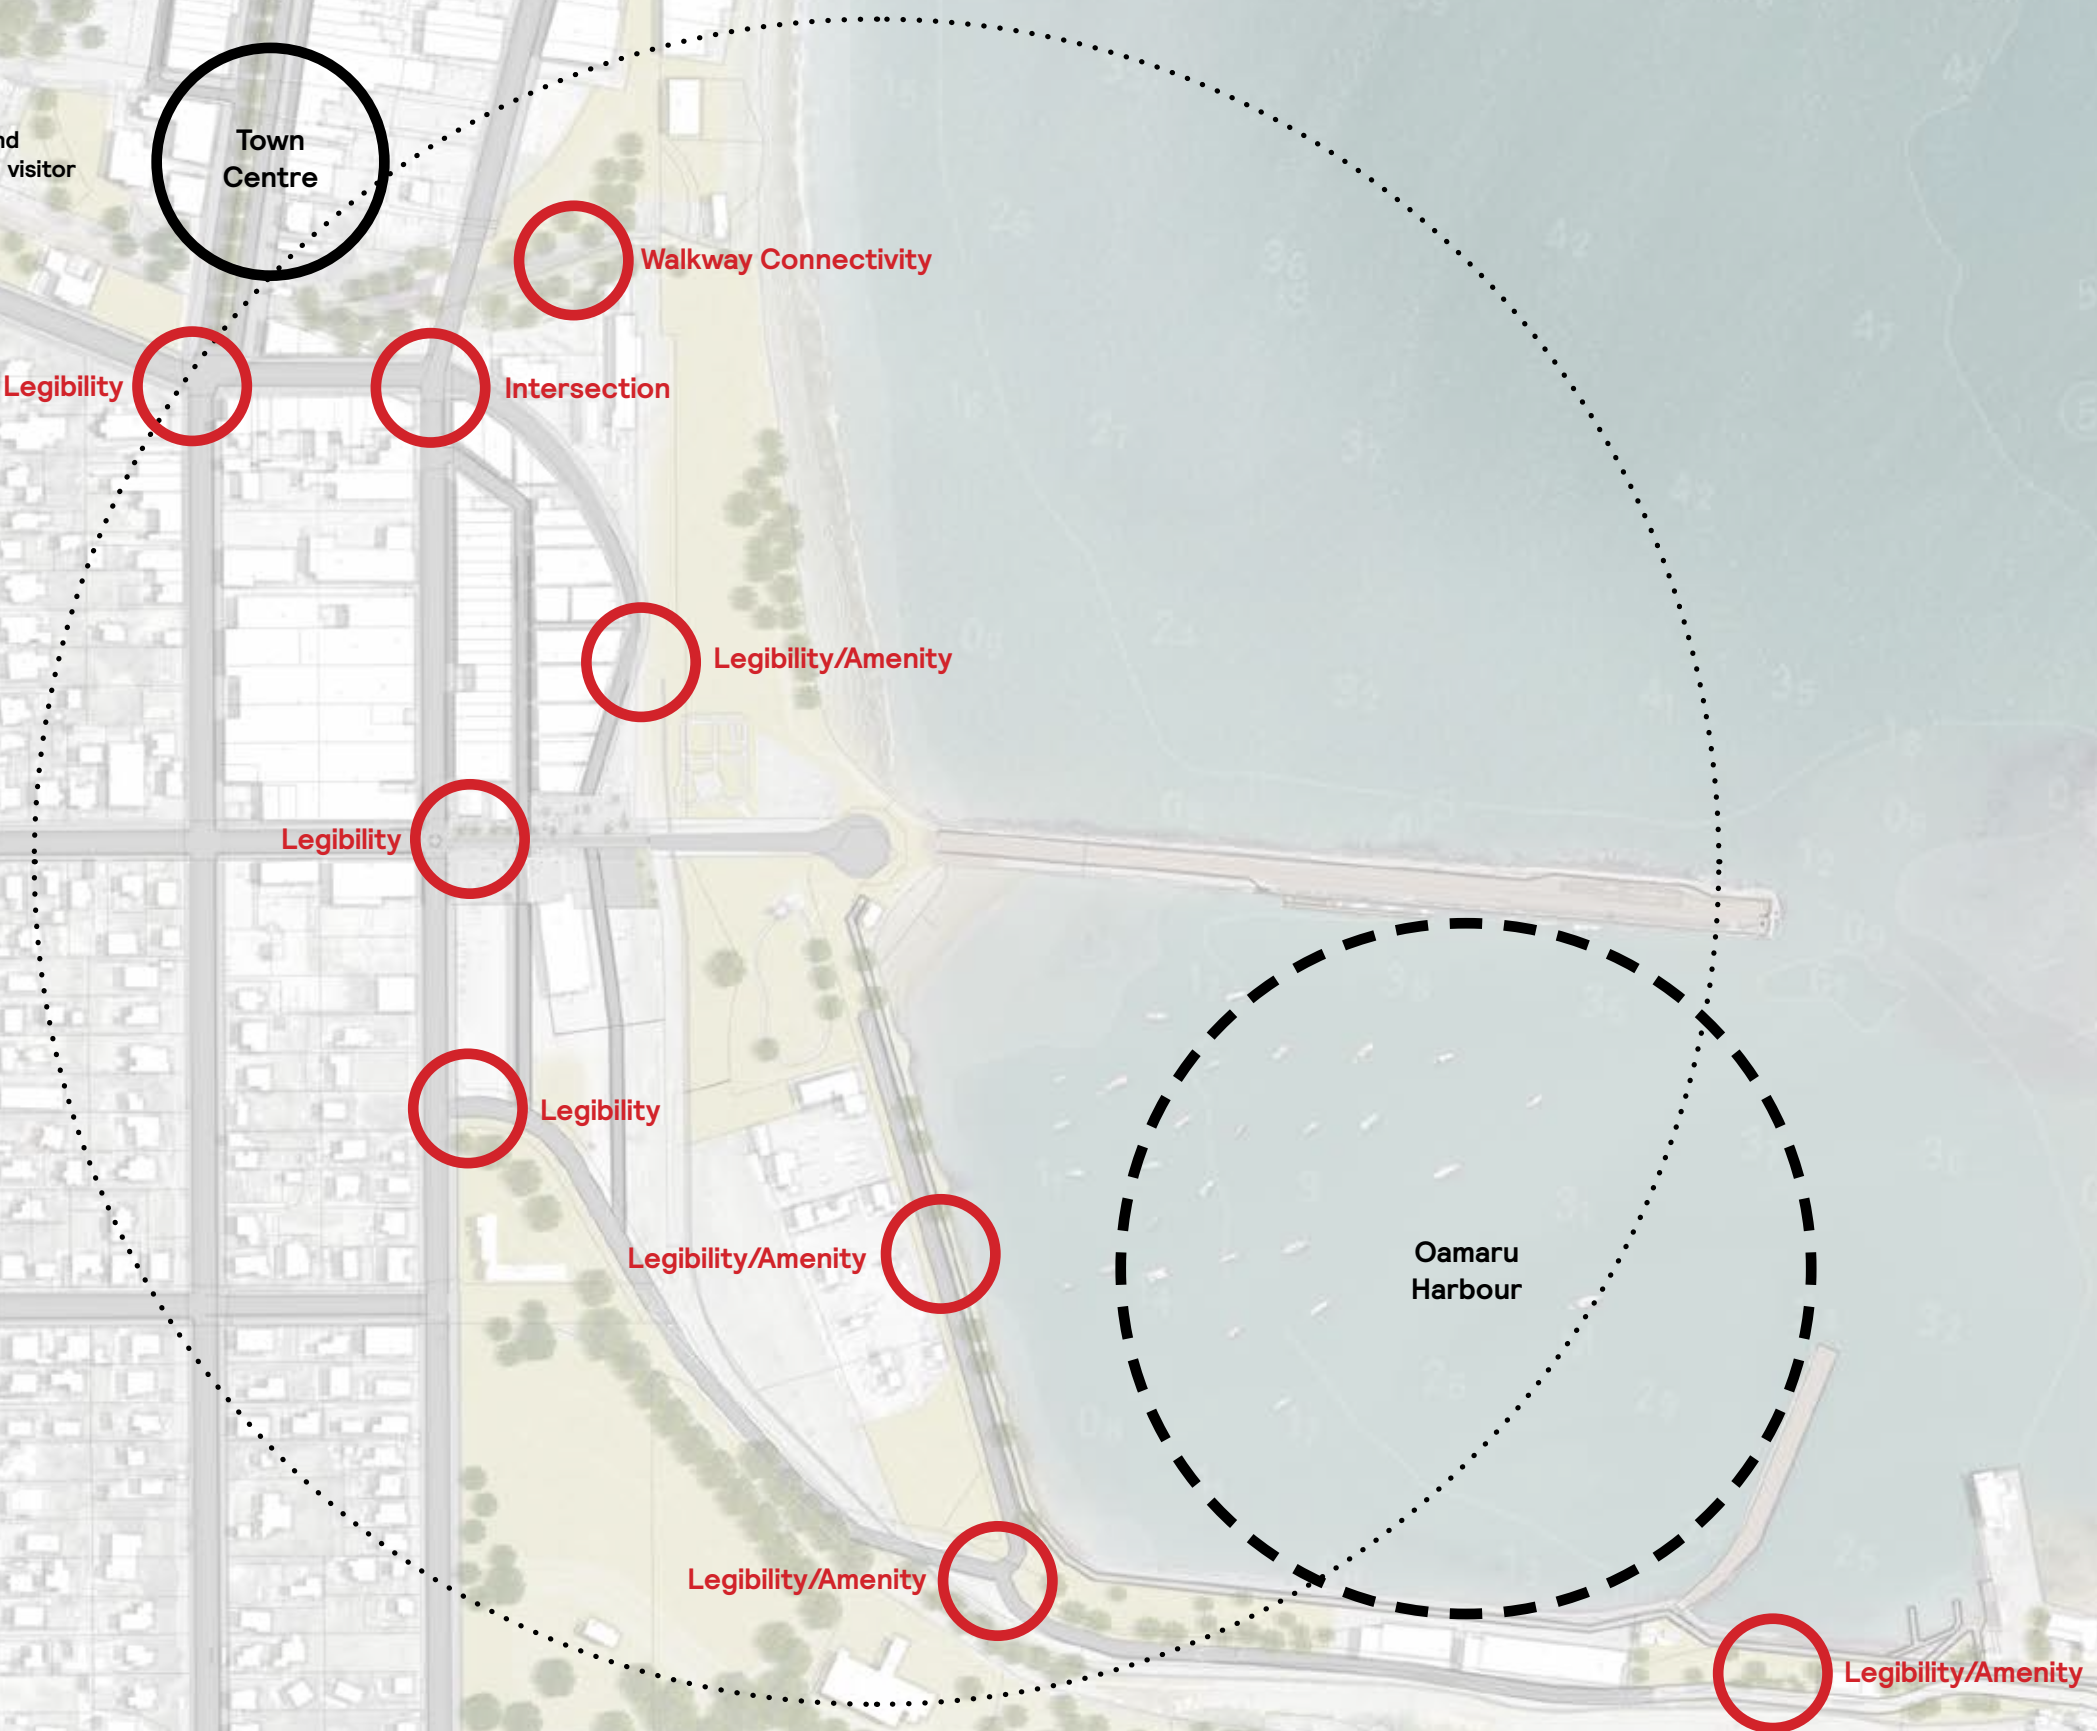 Town
Centre
nd
visitor
Walkway Connectivity
Legibility
Intersection
Legibility/Amenity
Legibility
Legibility
Legibility/Amenity
Oamaru
Harbour
Legibility/Amenity
Legibility/Amenity